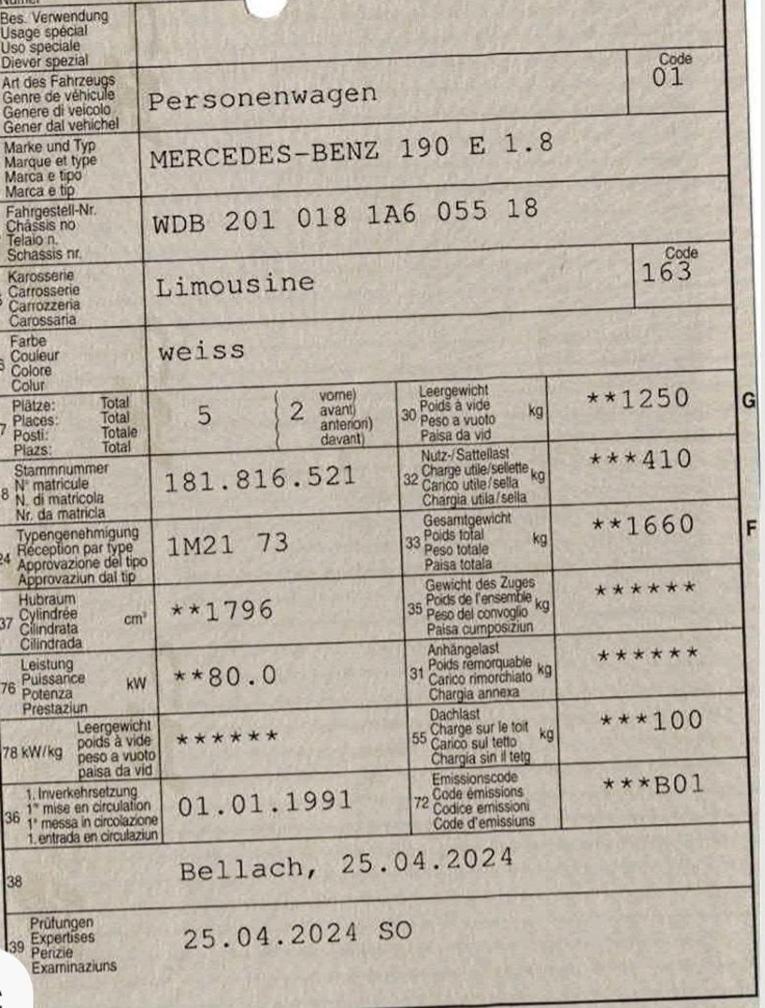 Bes. Verwendung
Usage spécial
Uso speciale
Diever spezial
Art des Fahrzeugs
Genre de véhicule
Genere di veicolo
Gener dal vehichel
Personenwagen
Code
01
Marke und Typ
Marque et type
Marca e tipo
Marca e tip
MERCEDES-BENZ 190 E 1.8
Fahrgestell-Nr.
Châssis no
Telaio n.
Schassis nr.
WDB 201 018 1A6 055 18
Karosserie
Carrosserie
Carrozzeria
Carossaria
Limousine
Code
163
Farbe
Couleur
Colore
Colur
weiss
7
Plätze: Total
Places: Total
Posti: Totale
Plazs: Total
5
2
vorne)
avant)
anteriori)
davant)
30
Leergewicht
Poids à vide
Peso a vuoto
Paisa da vid
kg
**1250
G
8
Stammnummer
N° matricule
N. di matricola
Nr. da matricla
181.816.521
32
Nutz-/Sattellast
Charge utile/sellette
Carico utile/sella
Chargia utila/sella
kg
***410
24
Typengenehmigung
Réception par type
Approvazione del tipo
Approvaziun dal tip
1M21 73
33
Gesamtgewicht
Poids total
Peso totale
Paisa totala
kg
**1660
F
37
Hubraum
Cylindrée
Cilindrata
Cilindrada
cm³
**1796
35
Gewicht des Zuges
Poids de l'ensemble
Peso del convoglio
Paisa cumposiziun
kg
******
76
Leistung
Puissance
Potenza
Prestaziun
kW
**80.0
31
Anhängelast
Poids remorquable
Carico rimorchiato
Chargia annexa
kg
******
78 kW/kg
Leergewicht
poids à vide
peso a vuoto
paisa da vid
******
55
Dachlast
Charge sur le toit
Carico sul tetto
Chargia sin il tetg
kg
***100
36
1. Inverkehrsetzung
1re mise en circulation
1a messa in circolazione
1. entrada en circulaziun
01.01.1991
72
Emissionscode
Code émissions
Codice emissioni
Code d'emissiuns
***B01
38
Bellach, 25.04.2024
39
Prüfungen
Expertises
Perizie
Examinaziuns
25.04.2024 SO